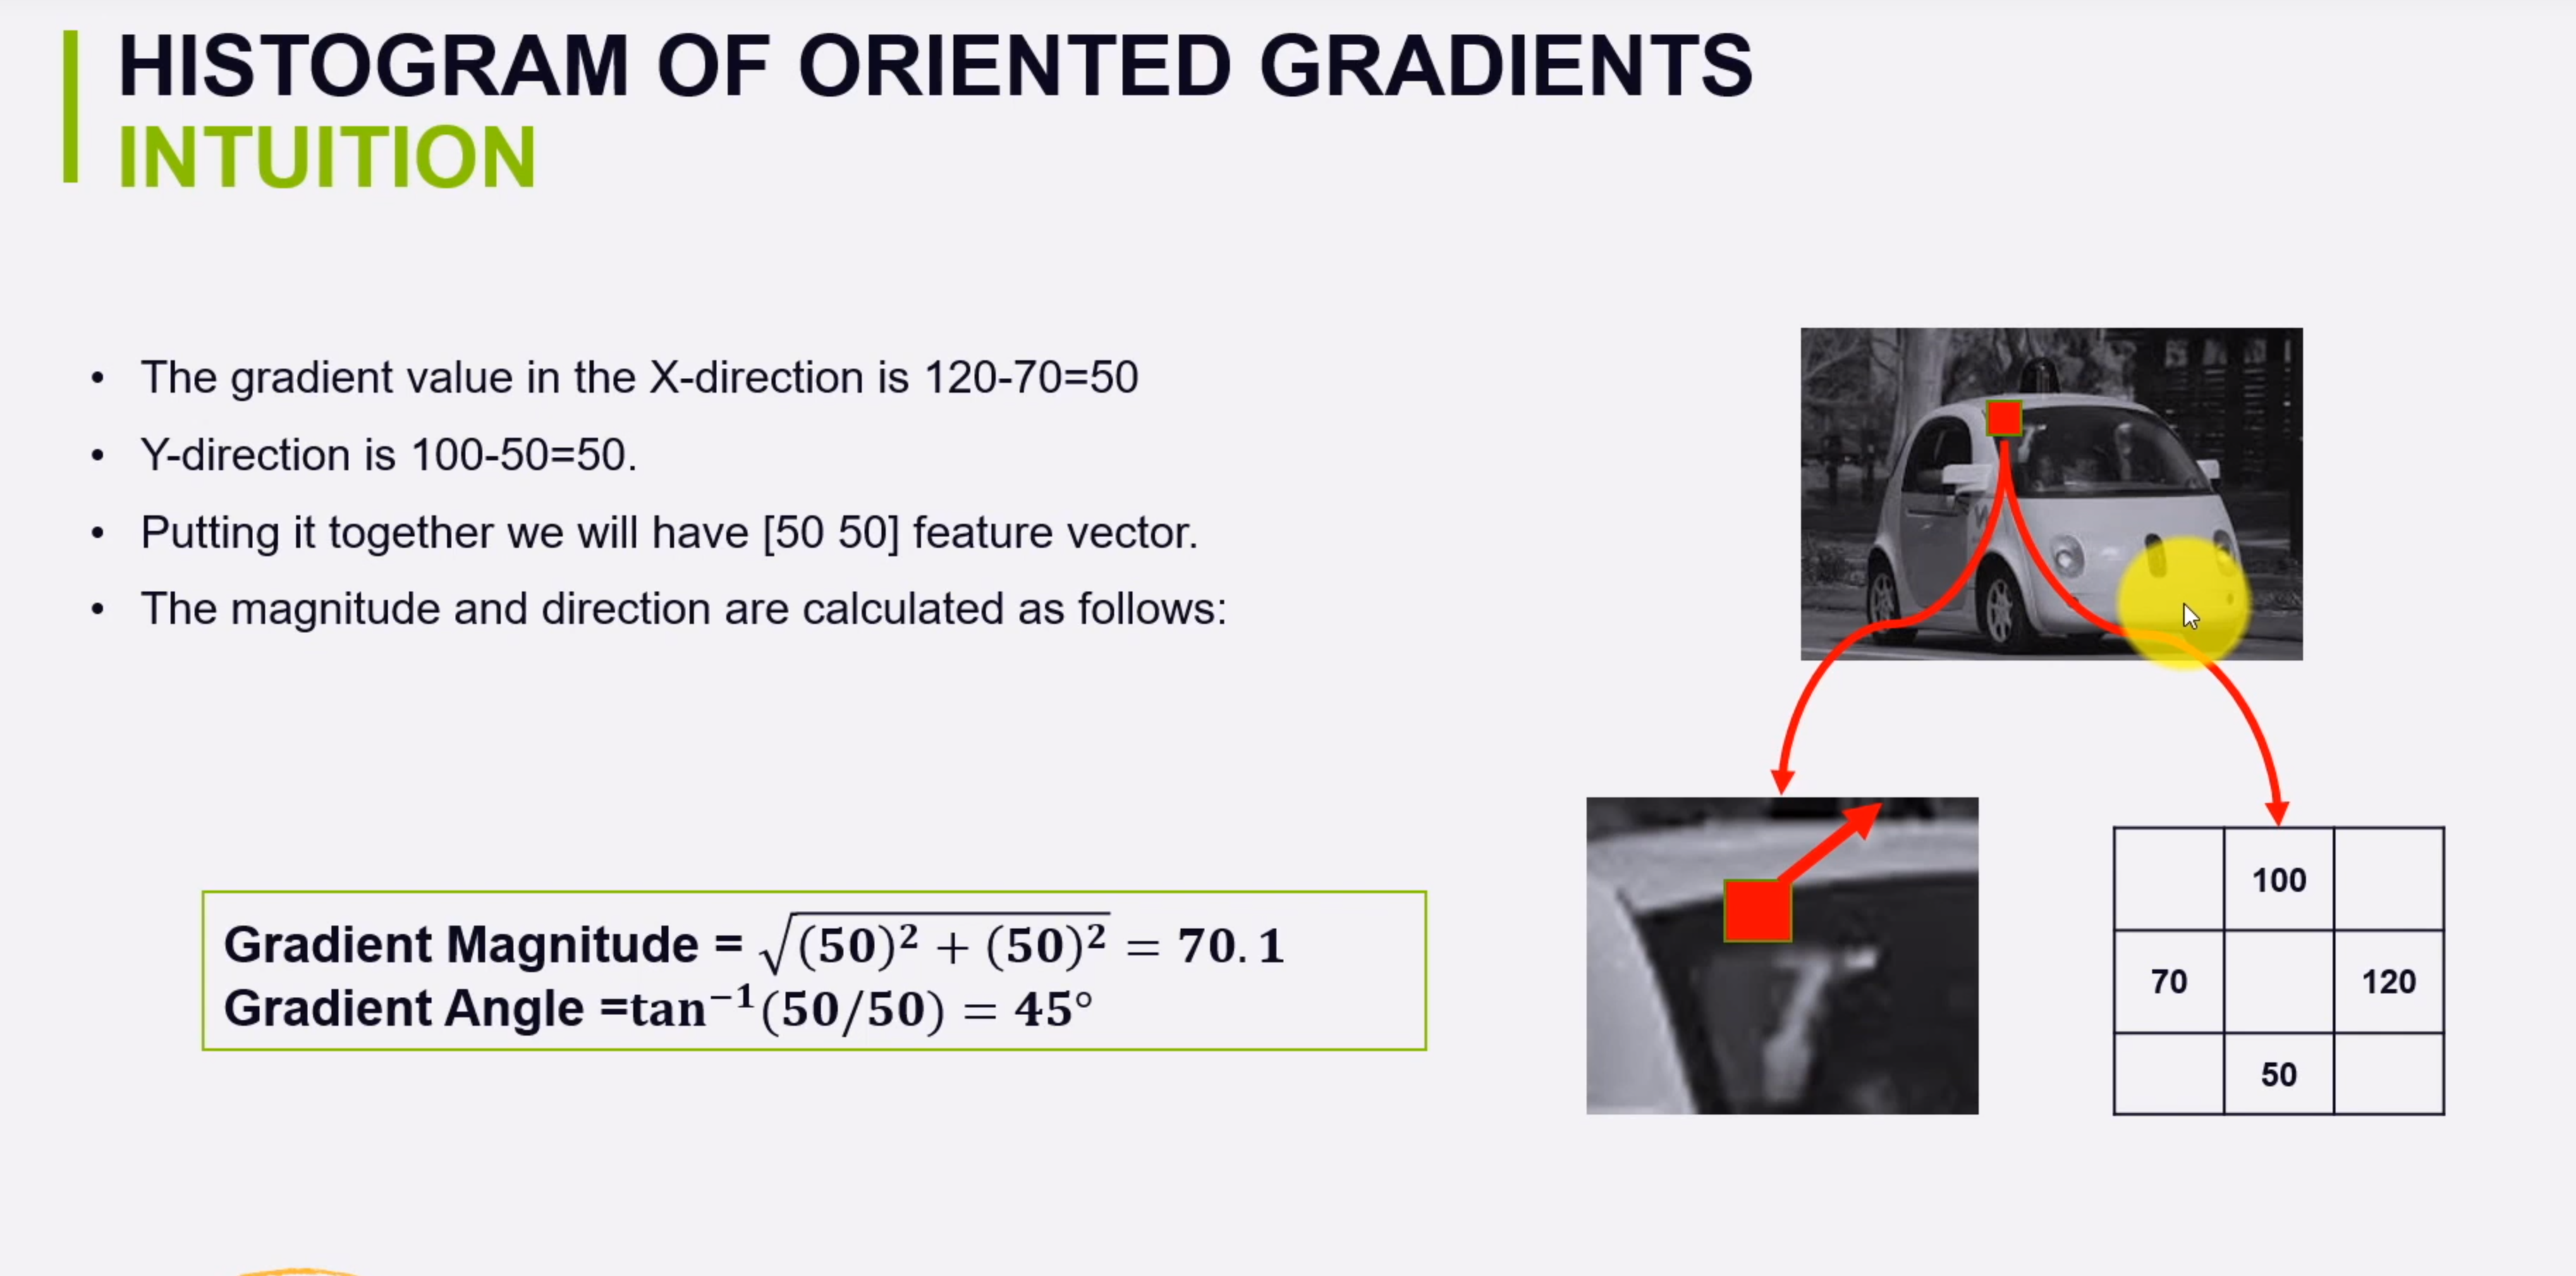 HISTOGRAM OF ORIENTED GRADIENTS
INTUITION
• The gradient value in the X-direction is 120-70=50
• Y-direction is 100-50=50.
• Putting it together we will have [50 50] feature vector.
• The magnitude and direction are calculated as follows:
Gradient Magnitude = √(50)² + (50)² = 70. 1
Gradient Angle =tan⁻¹(50/50) = 45°
100
70 120
50